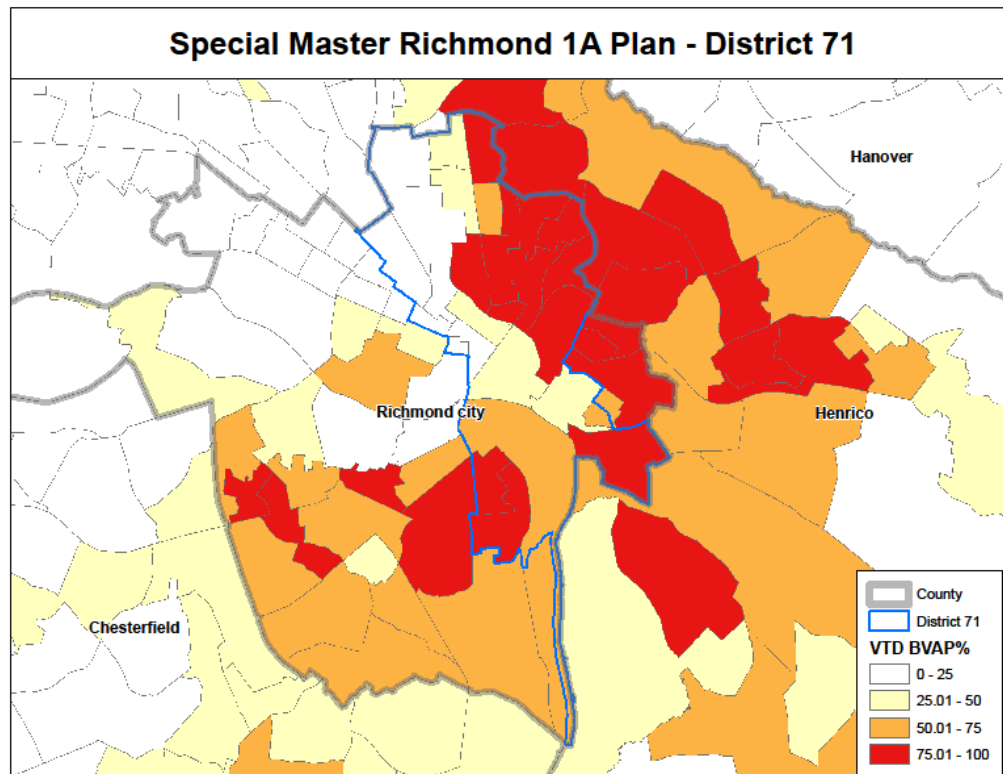 Special Master Richmond 1A Plan - District 71
Hanover
Richmond city
Henrico
Chesterfield
County
District 71
VTD BVAP%
0 - 25
25.01 - 50
50.01 - 75
75.01 - 100